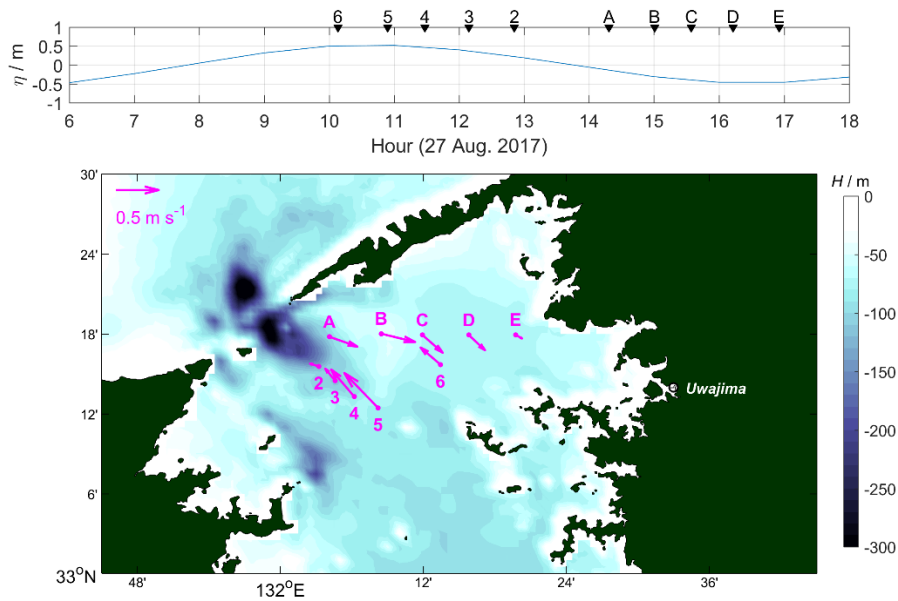 6 5 4 3 2 A B C D E
1
0.5
0
-0.5
-1
η / m
6 7 8 9 10 11 12 13 14 15 16 17 18
Hour (27 Aug. 2017)
30'
24'
18'
12'
6'
33°N
0.5 m s⁻¹
A B C D E
2 3 4 5 6
Uwajima
48' 132°E 12' 24' 36'
H / m
0
-50
-100
-150
-200
-250
-300